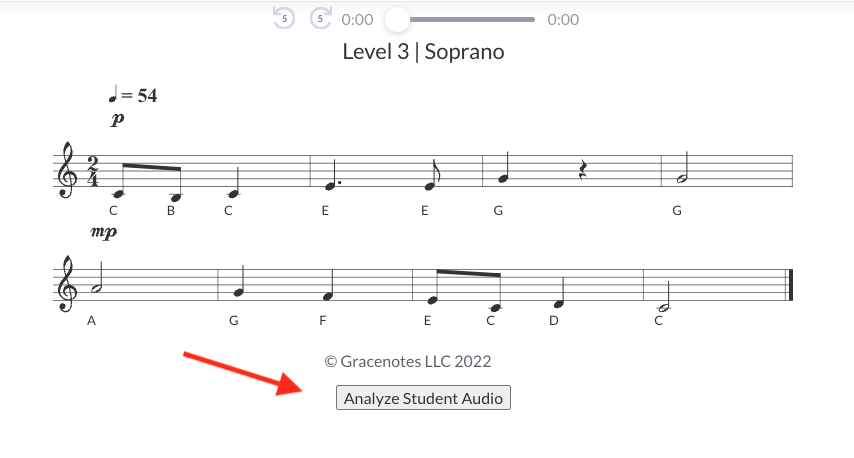 5 5 0:00 0:00
Level 3 | Soprano
= 54
p
2
4
C B C E E G G
mp
A G F E C D C
© Gracenotes LLC 2022
Analyze Student Audio